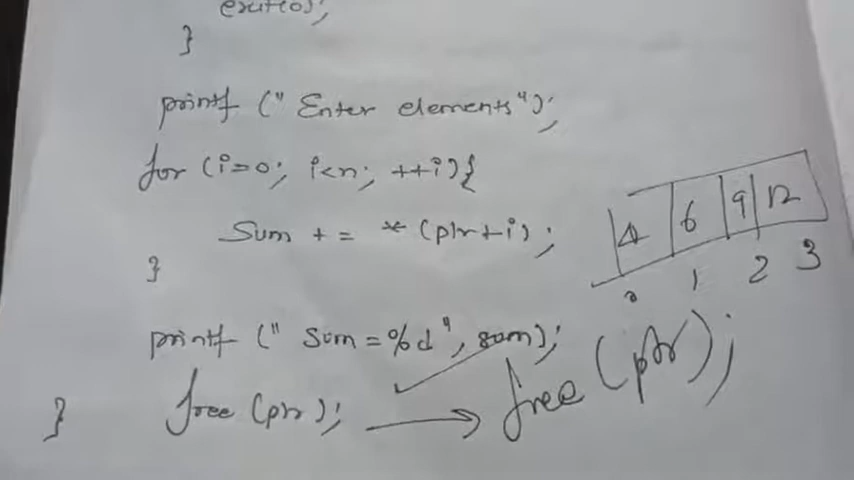 exit(0);
}
printf (" Enter elements");
for (i=0; i<n; ++i){
Sum += *(ptr+i);
}
4 6 9 12
0 1 2 3
printf (" Sum = %d", sum);
} free (ptr); → free (ptr);